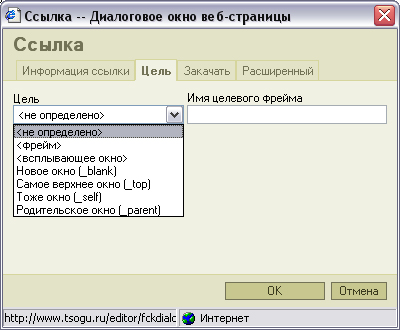 Ссылка -- Диалоговое окно веб-страницы
Ссылка
Информация ссылки Цель Закачать Расширенный
Цель Имя целевого фрейма
<не определено>
<не определено>
<фрейм>
<всплывающее окно>
Новое окно (_blank)
Самое верхнее окно (_top)
Тоже окно (_self)
Родительское окно (_parent)
OK Отмена
http://www.tsogu.ru/editor/fckdialc Интернет